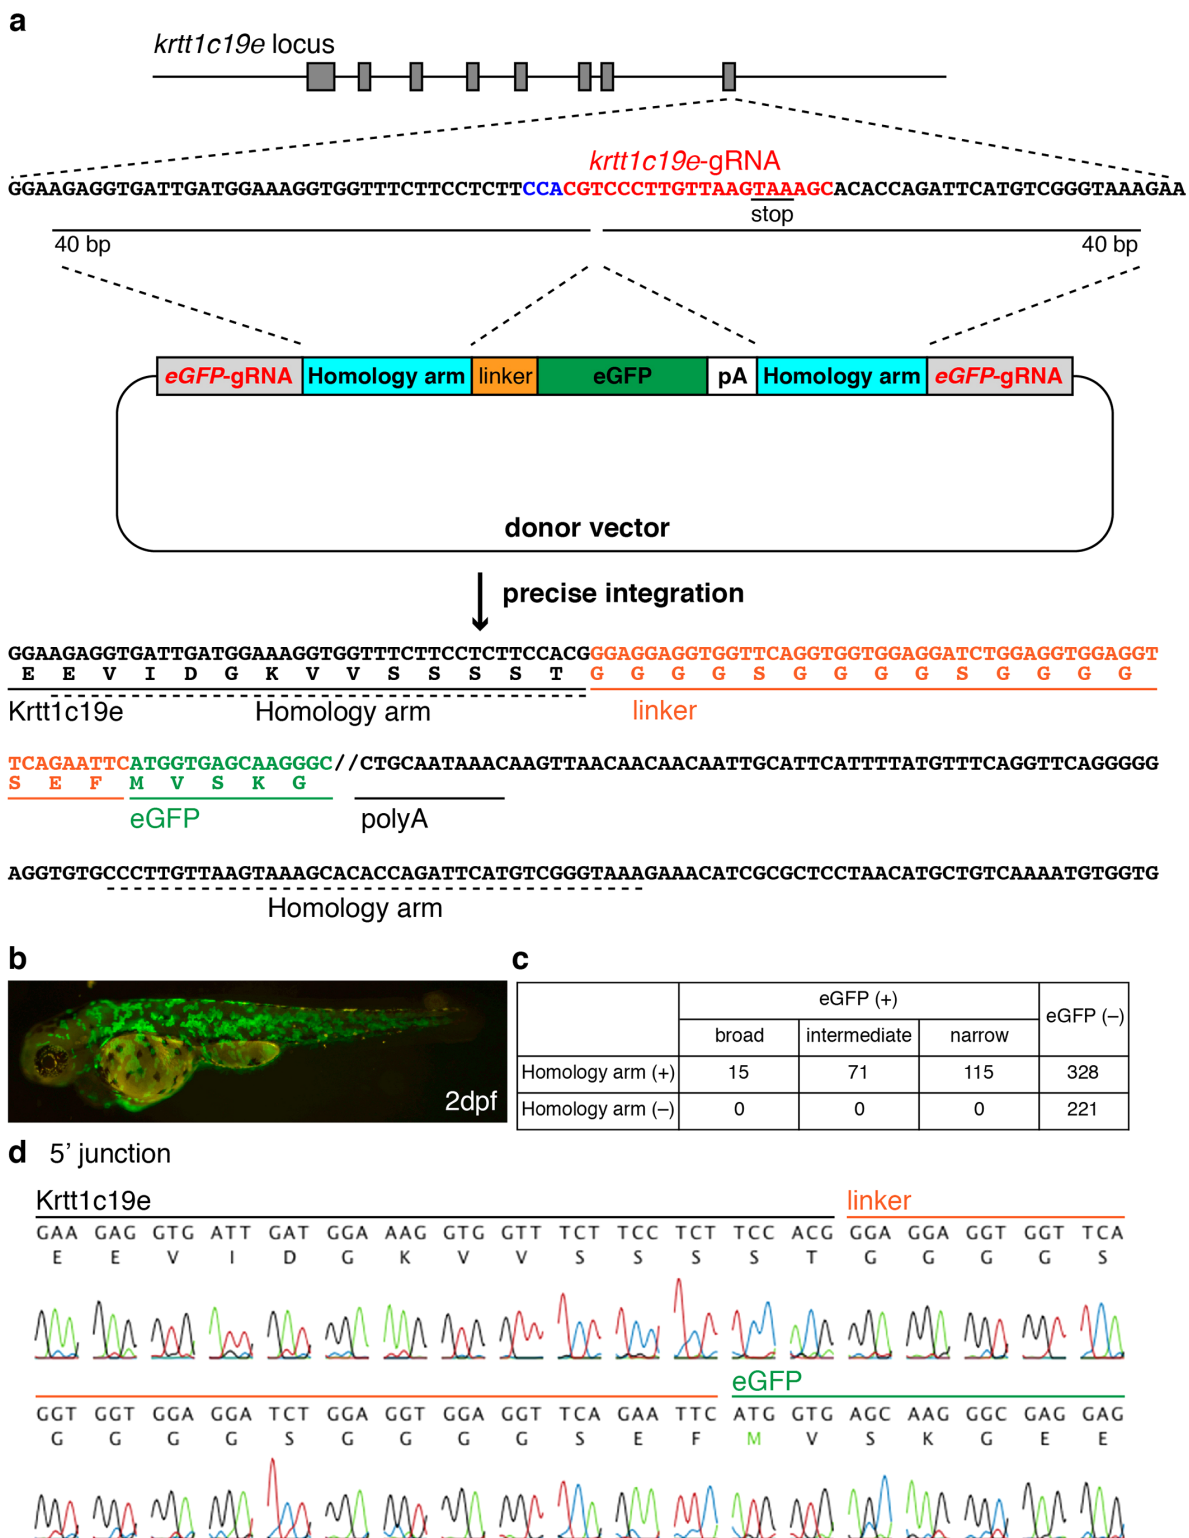 a
krtt1c19e locus
krtt1c19e-gRNA
GGAAGAGGTGATTGATGGAAAGGTGGTTTCTTCCTCTTCCACGTCCCTTGTTAAGTAAAGCACACCAGATTCATGTCGGGTAAAGAA
stop
40 bp 40 bp
eGFP-gRNA Homology arm linker eGFP pA Homology arm eGFP-gRNA
donor vector
precise integration
GGAAGAGGTGATTGATGGAAAGGTGGTTTCTTCCTCTTCCACGGGAGGAGGTGGTTCAGGTGGTGGAGGATCTGGAGGTGGAGGT
E E V I D G K V V S S S S T G G G G S G G G G S G G G G
Krtt1c19e Homology arm linker
TCAGAATTCATGGTGAGCAAGGGC//CTGCAATAAACAAGTTAACAACAACAATTGCATTCATTTTATGTTTCAGGTTCAGGGGG
S E F M V S K G
eGFP polyA
AGGTGTGCCCTTGTTAAGTAAAGCACACCAGATTCATGTCGGGTAAAGAAACATCGCGCTCCTAACATGCTGTCAAAATGTGGTG
Homology arm
b
2dpf
c
eGFP (+) eGFP (–)
broad intermediate narrow
Homology arm (+) 15 71 115 328
Homology arm (–) 0 0 0 221
d 5’ junction
Krtt1c19e linker
GAA GAG GTG ATT GAT GGA AAG GTG GTT TCT TCC TCT TCC ACG GGA GGA GGT GGT TCA
E E V I D G K V V S S S S T G G G G S
eGFP
GGT GGT GGA GGA TCT GGA GGT GGA GGT TCA GAA TTC ATG GTG AGC AAG GGC GAG GAG
G G G G S G G G G S E F M V S K G E E